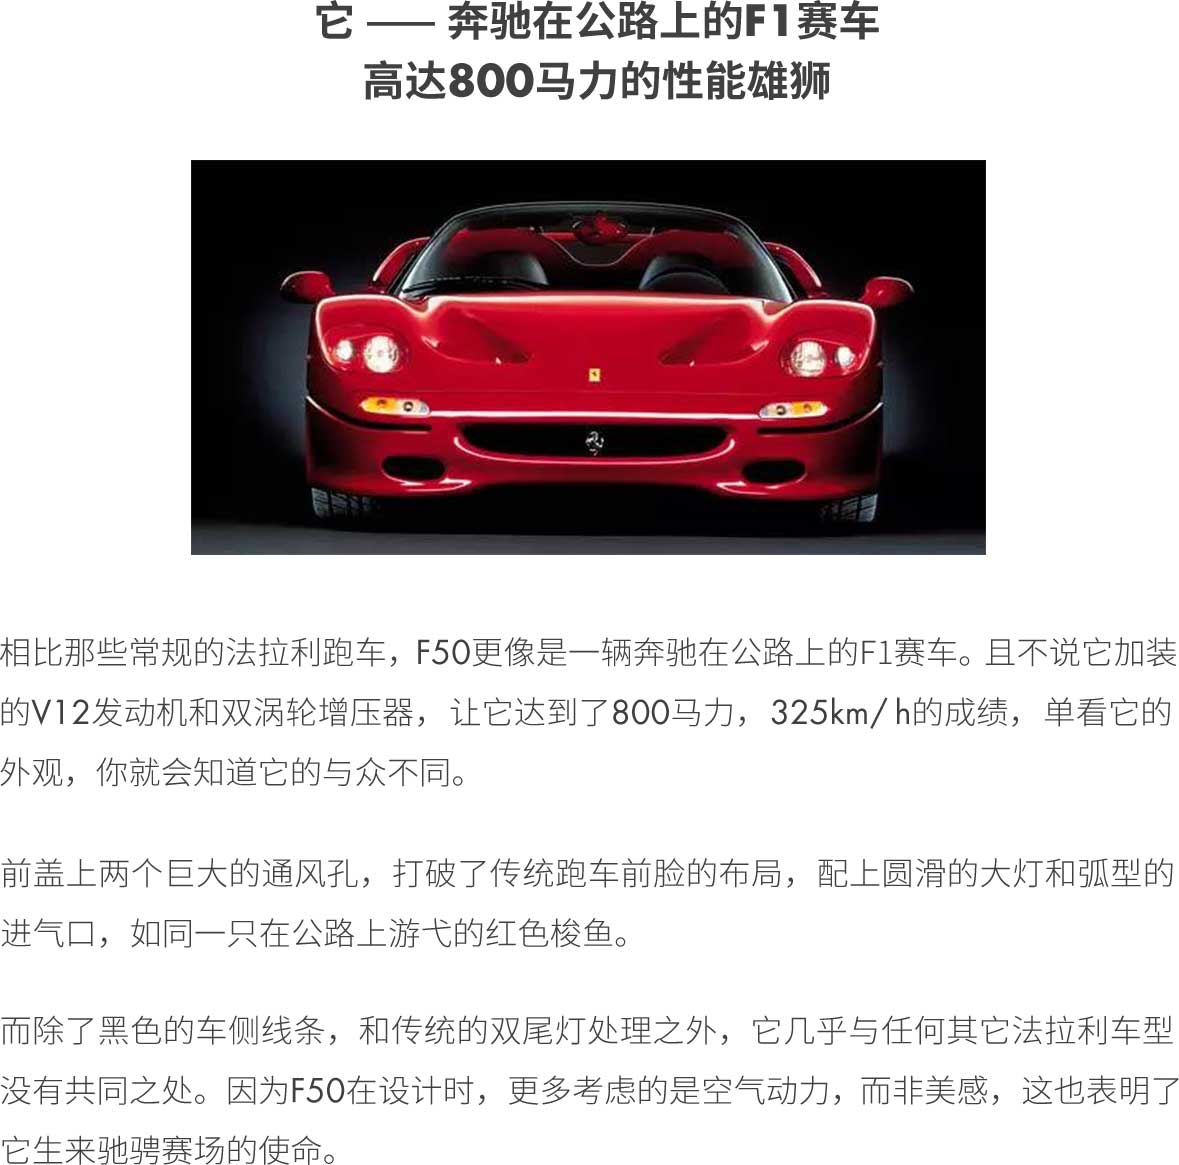 它 —— 奔驰在公路上的F1赛车
高达800马力的性能雄狮
相比那些常规的法拉利跑车，F50更像是一辆奔驰在公路上的F1赛车。且不说它加装
的V12发动机和双涡轮增压器，让它达到了800马力，325km/h的成绩，单看它的
外观，你就会知道它的与众不同。
前盖上两个巨大的通风孔，打破了传统跑车前脸的布局，配上圆滑的大灯和弧型的
进气口，如同一只在公路上游弋的红色梭鱼。
而除了黑色的车侧线条，和传统的双尾灯处理之外，它几乎与任何其它法拉利车型
没有共同之处。因为F50在设计时，更多考虑的是空气动力，而非美感，这也表明了
它生来驰骋赛场的使命。